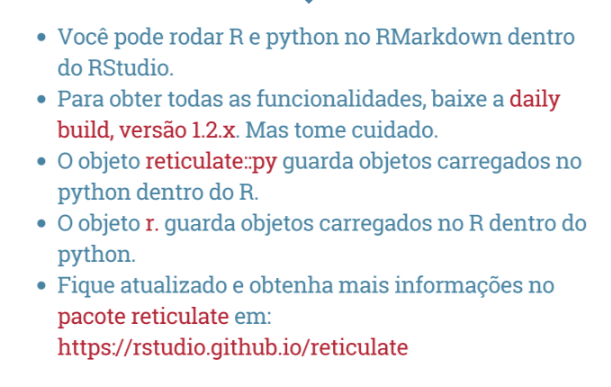 • Você pode rodar R e python no RMarkdown dentro
do RStudio.
• Para obter todas as funcionalidades, baixe a daily
build, versão 1.2.x. Mas tome cuidado.
• O objeto reticulate::py guarda objetos carregados no
python dentro do R.
• O objeto r. guarda objetos carregados no R dentro do
python.
• Fique atualizado e obtenha mais informações no
pacote reticulate em:
https://rstudio.github.io/reticulate